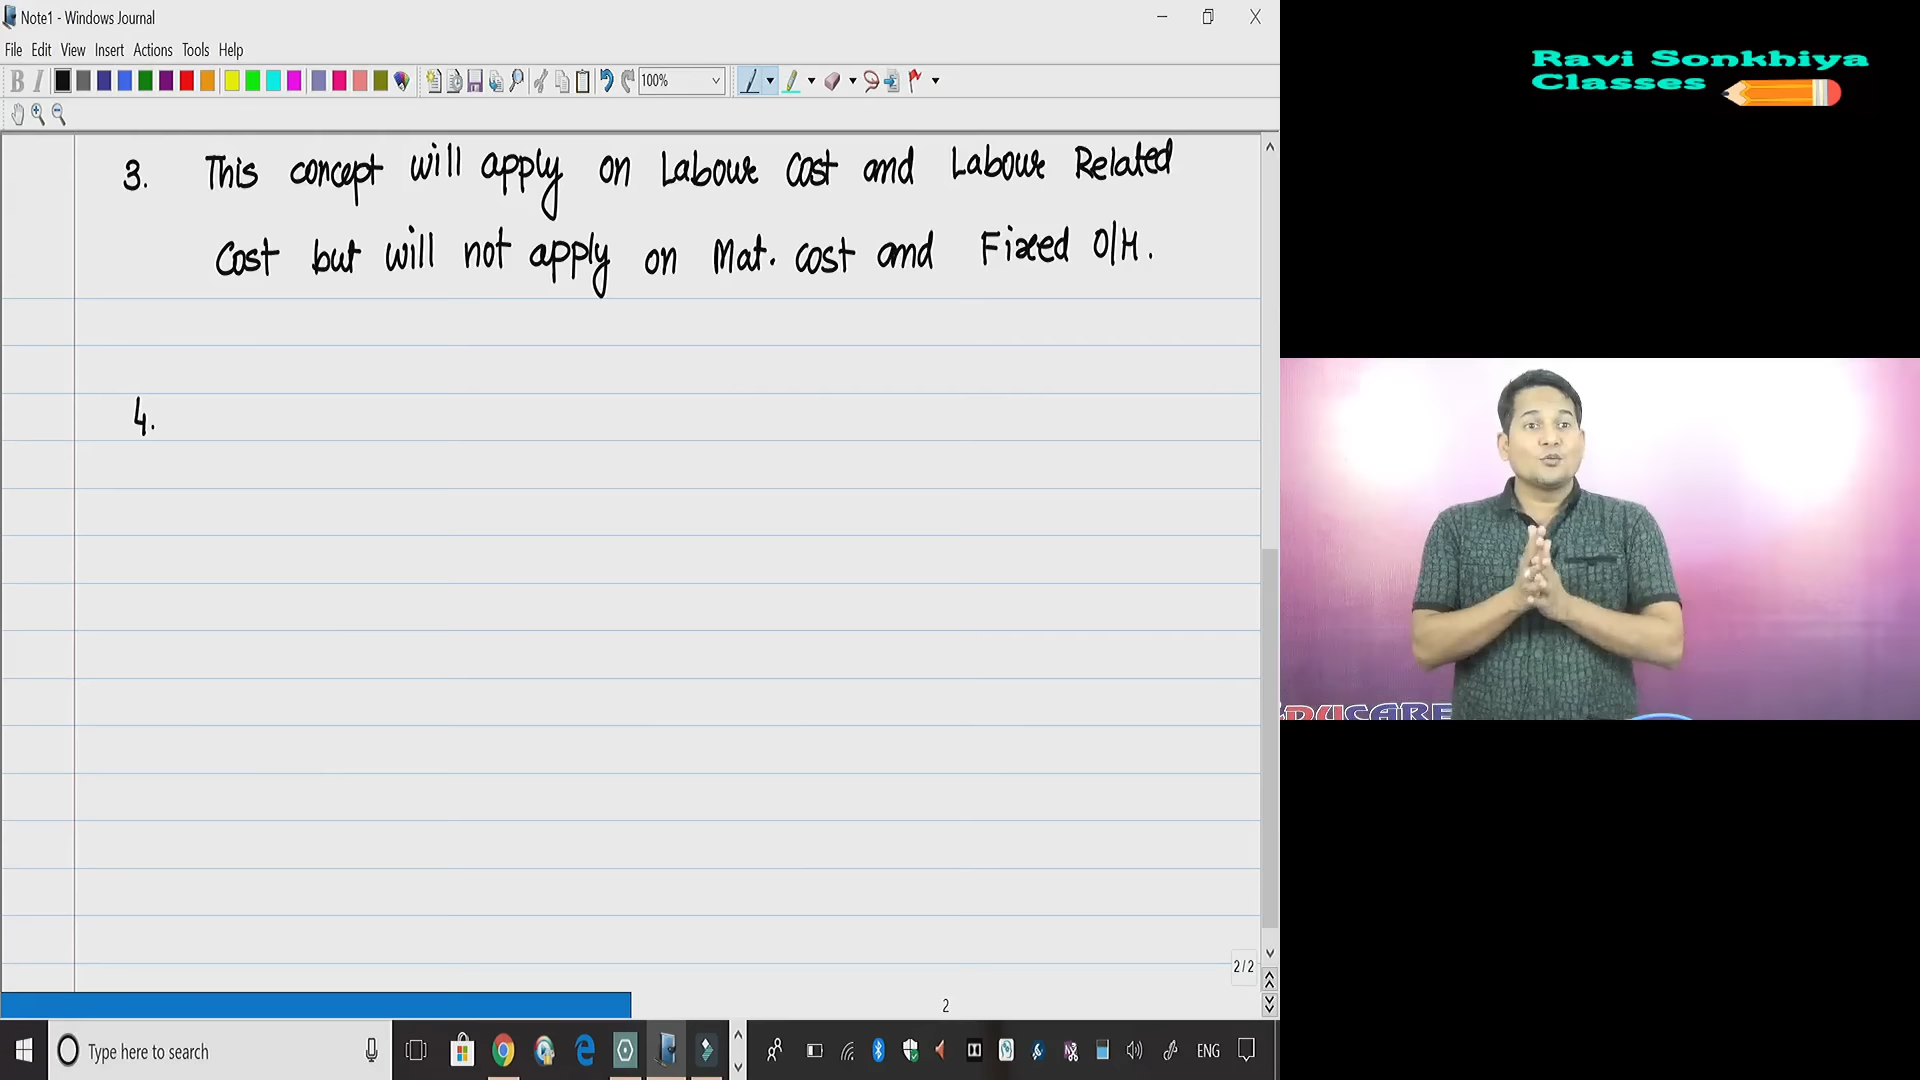 Note1 - Windows Journal
File Edit View Insert Actions Tools Help
100%
Ravi Sonkhiya
Classes
3. This concept will apply on Labour Cost and Labour Related
Cost but will not apply on Mat. cost and Fixed O/H.
4.
2/2
2
Type here to search
ENG